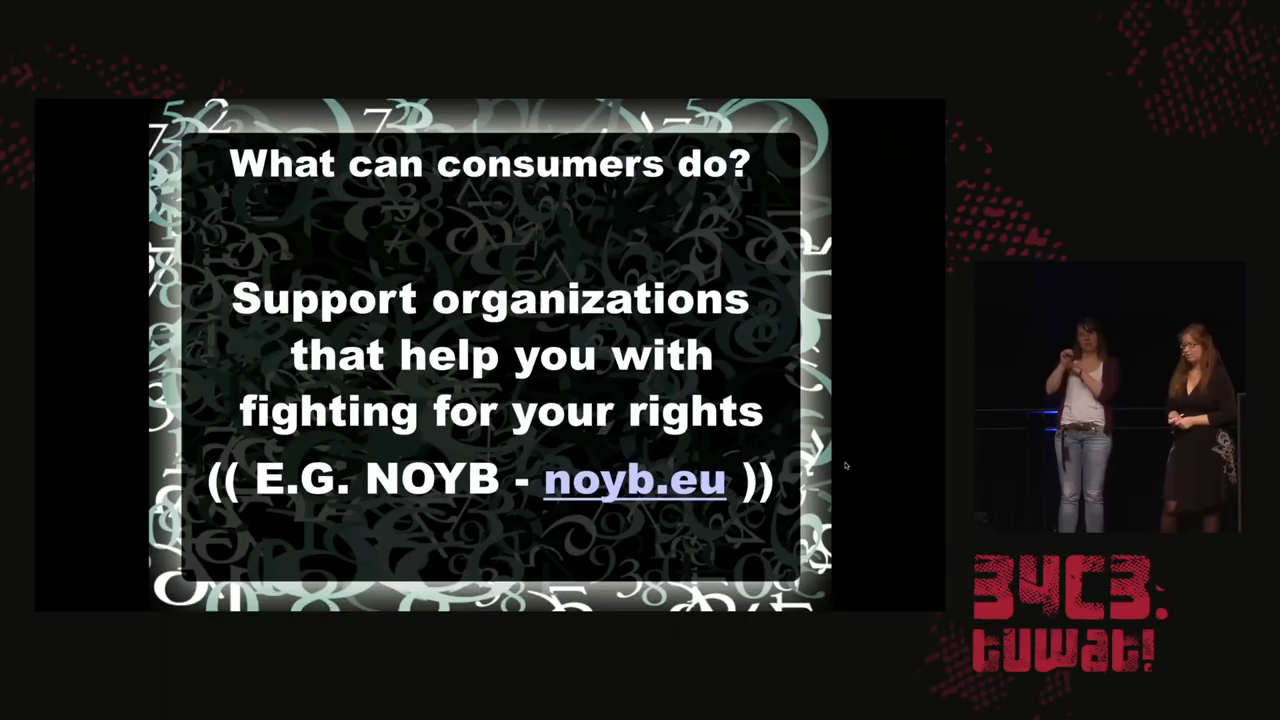 What can consumers do?
Support organizations
that help you with
fighting for your rights
(( E.G. NOYB - noyb.eu ))
34C3.
tuwat!